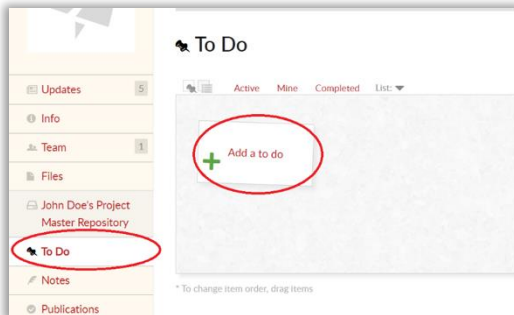 To Do
Updates 5
Info
Team 1
Files
John Doe's Project
Master Repository
To Do
Notes
Publications
Active Mine Completed List:
Add a to do
* To change item order, drag items